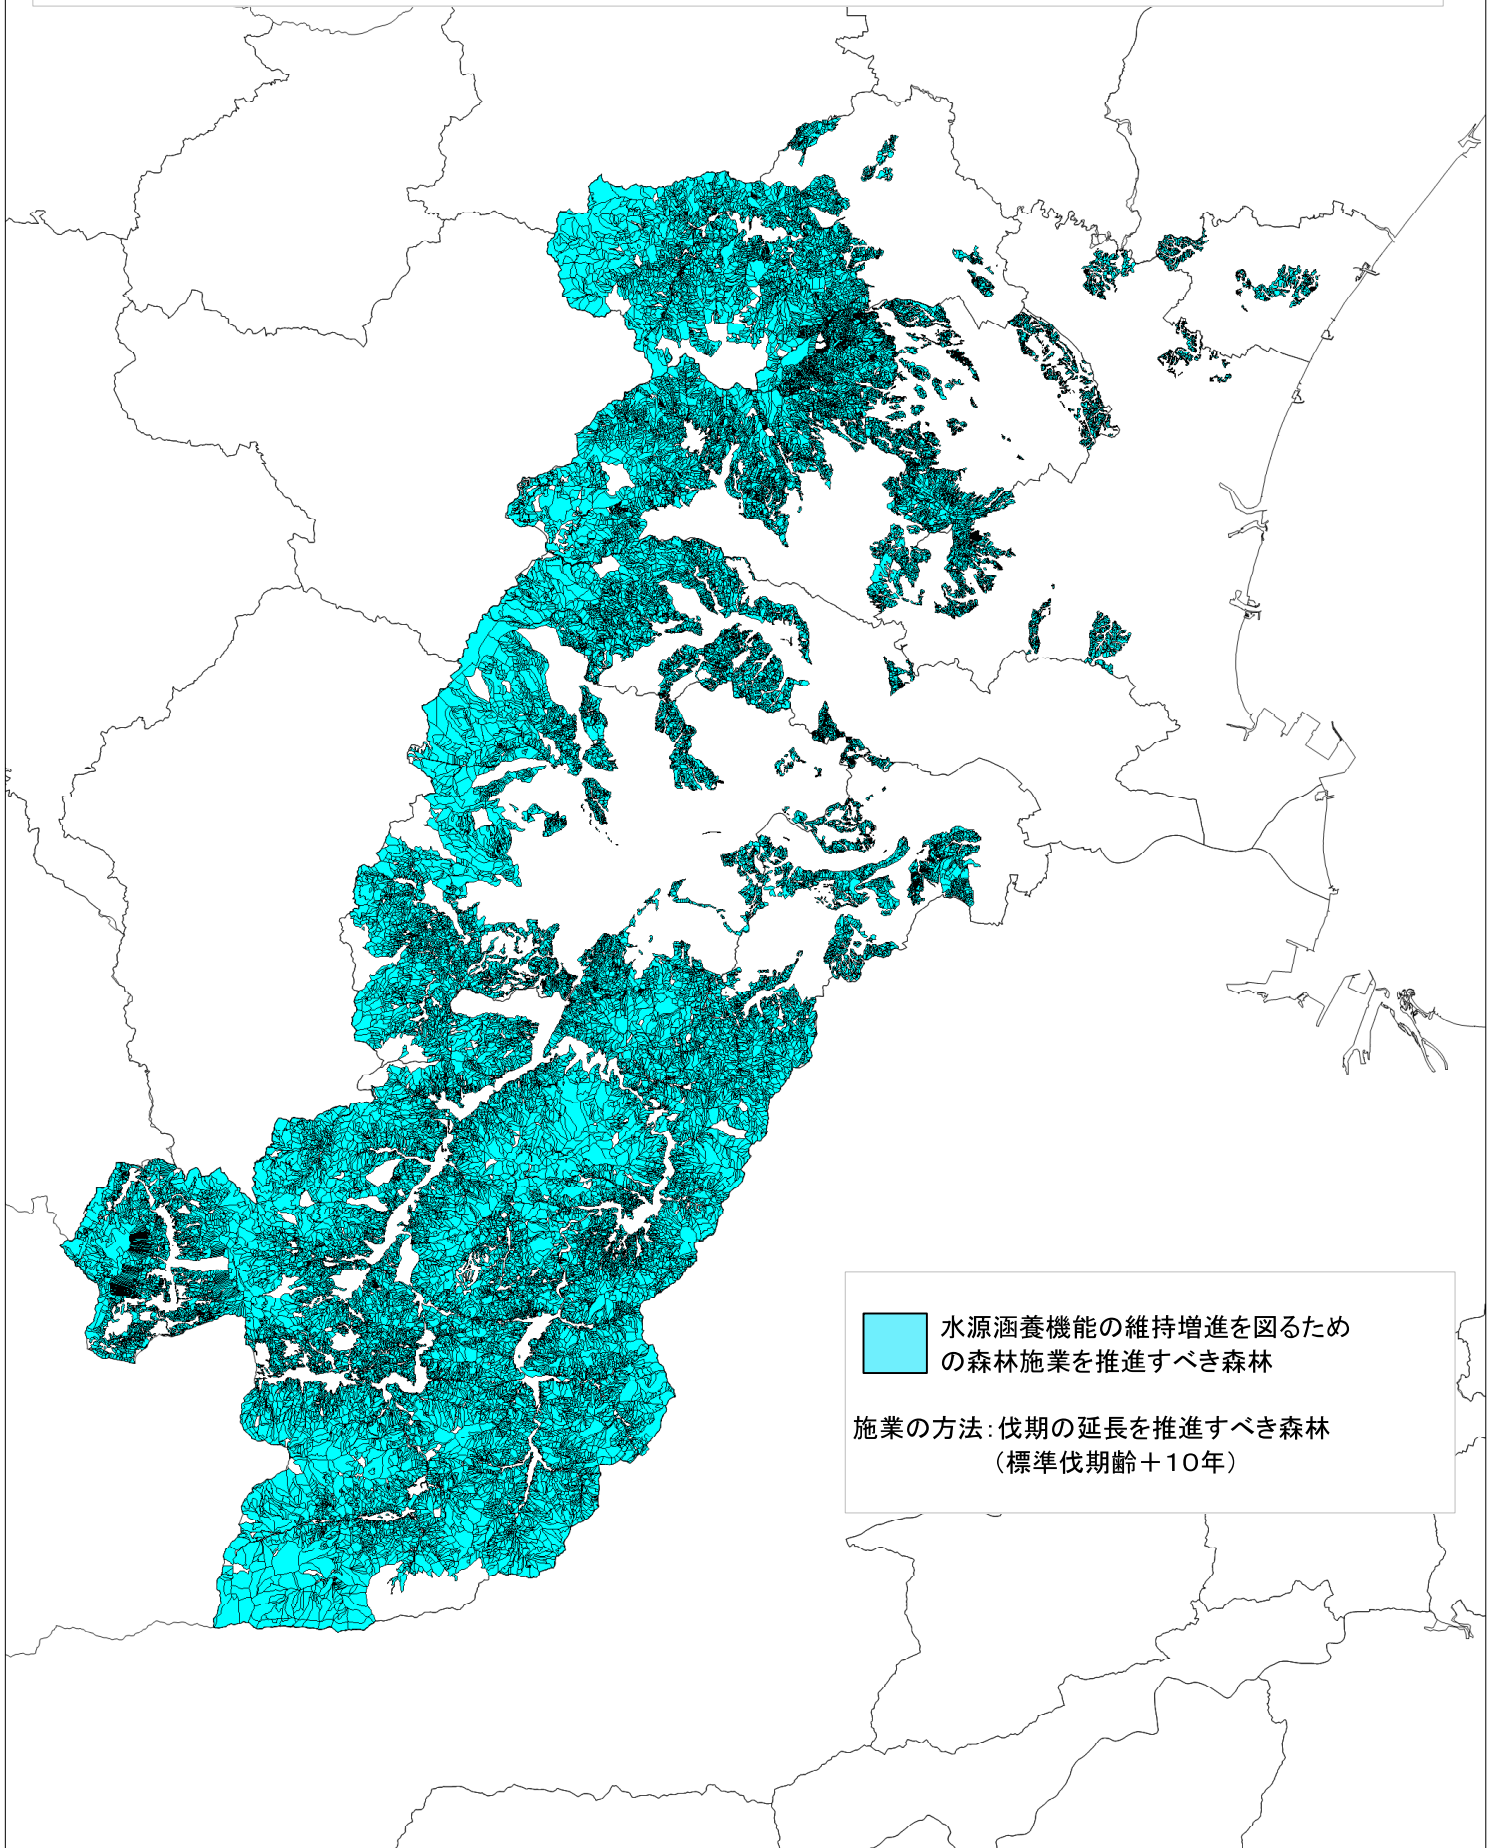 水源涵養機能の維持増進を図るため
の森林施業を推進すべき森林
施業の方法：伐期の延長を推進すべき森林
（標準伐期齢＋１０年）